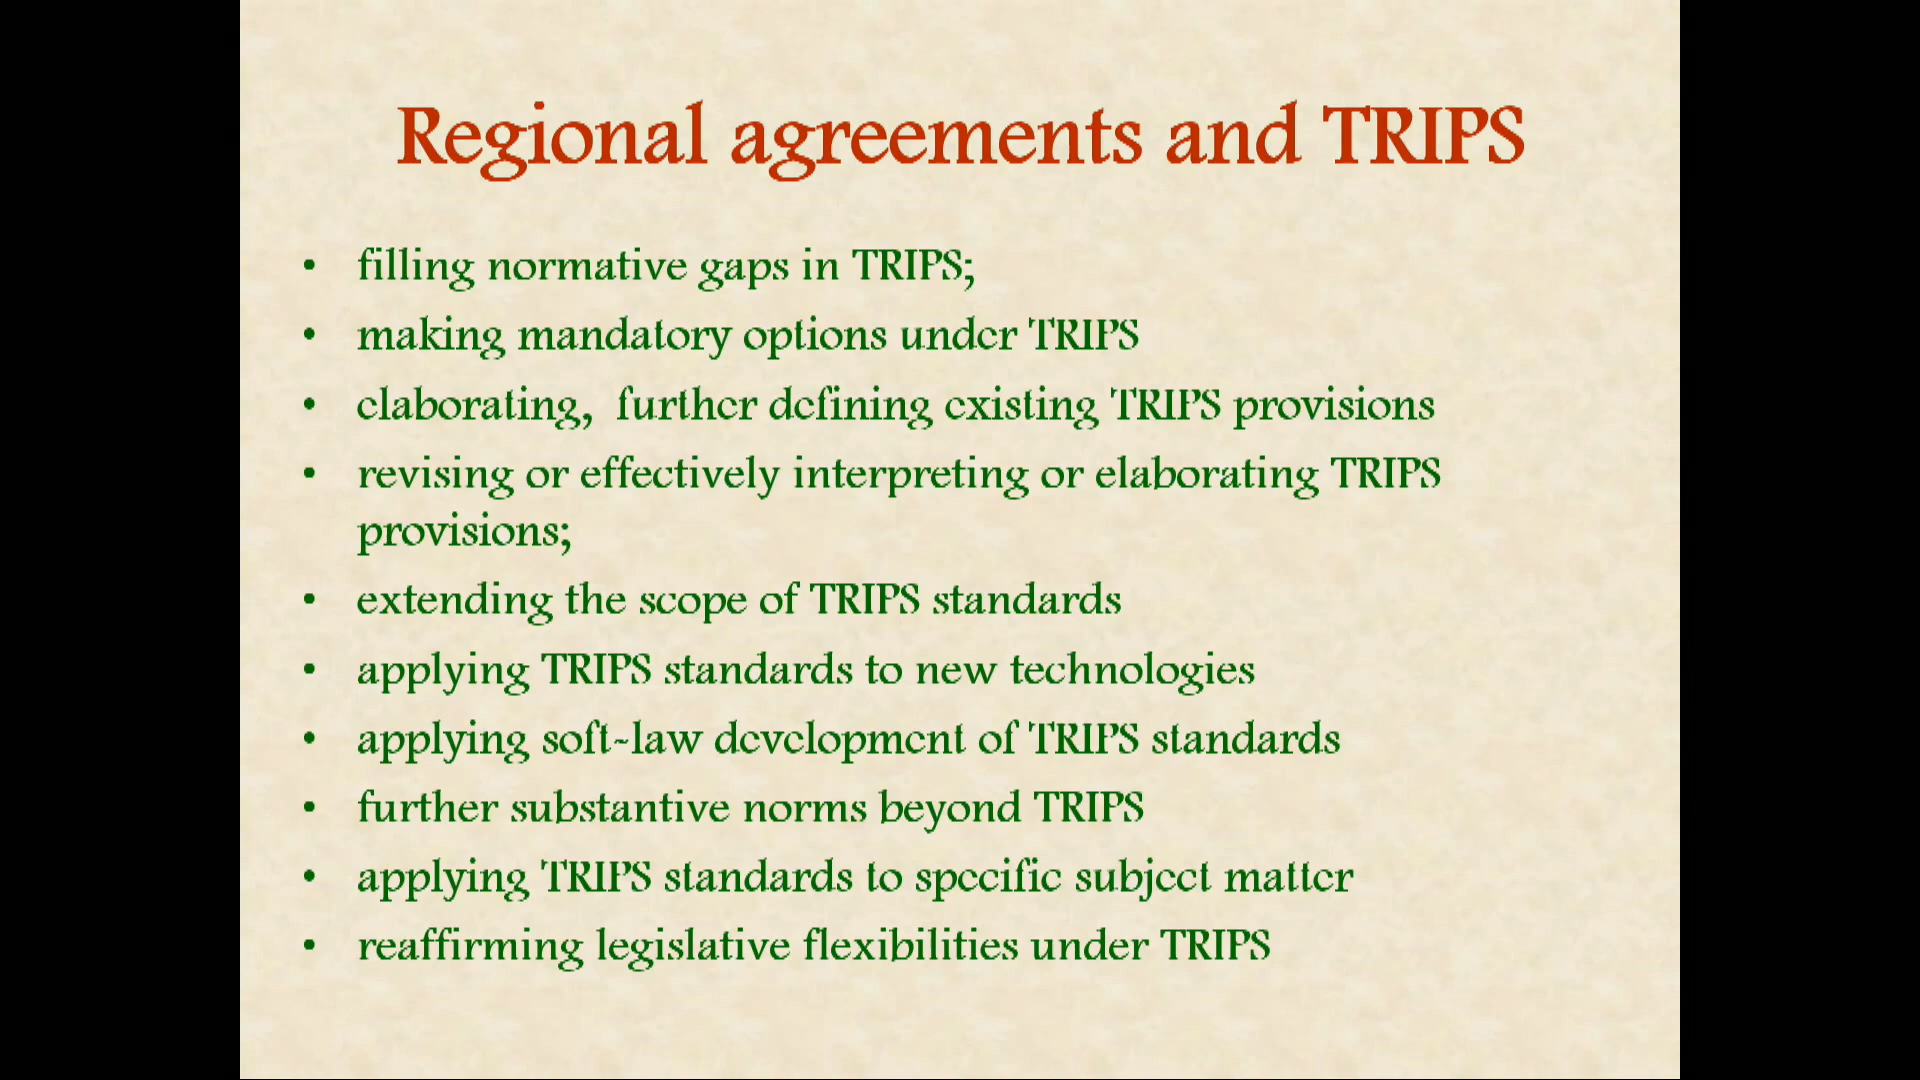 Regional agreements and TRIPS
• filling normative gaps in TRIPS;
• making mandatory options under TRIPS
• elaborating, further defining existing TRIPS provisions
• revising or effectively interpreting or elaborating TRIPS
provisions;
• extending the scope of TRIPS standards
• applying TRIPS standards to new technologies
• applying soft-law development of TRIPS standards
• further substantive norms beyond TRIPS
• applying TRIPS standards to specific subject matter
• reaffirming legislative flexibilities under TRIPS